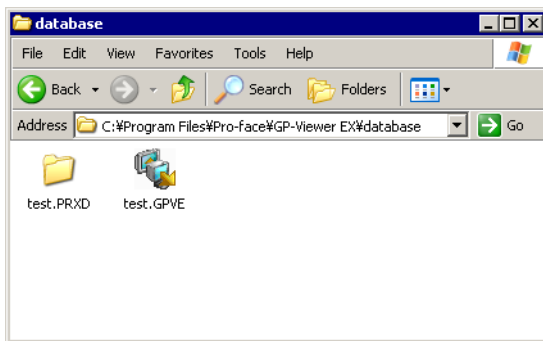 database
File Edit View Favorites Tools Help
Back Search Folders
Address C:¥Program Files¥Pro-face¥GP-Viewer EX¥database Go
test.PRXD test.GPVE